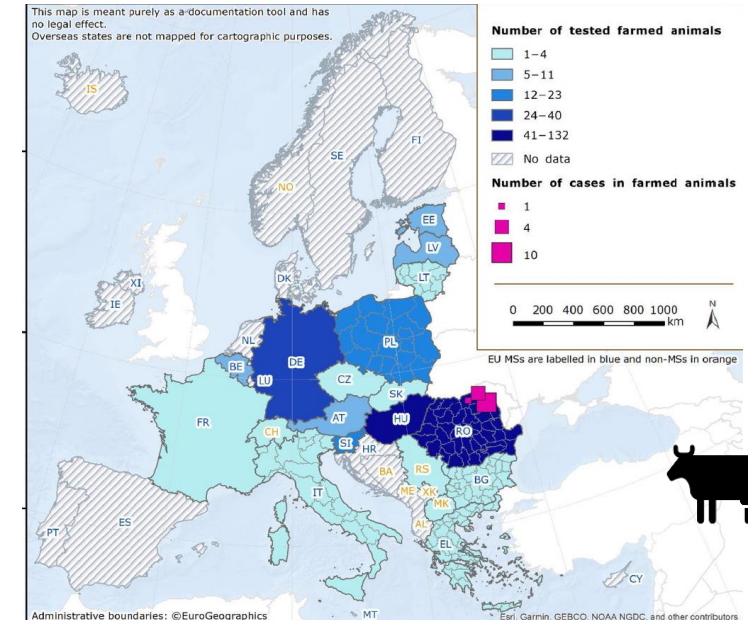 This map is meant purely as a documentation tool and has
no legal effect.
Overseas states are not mapped for cartographic purposes.
Number of tested farmed animals
1–4
5–11
12–23
24–40
41–132
No data
Number of cases in farmed animals
1
4
10
0 200 400 600 800 1000
km
N
EU MSs are labelled in blue and non-MSs in orange
IS
FI
SE
NO
EE
LV
LT
DK
XI
IE
NL
PL
DE
BE
LU
CZ
SK
FR
AT
HU
CH
RO
SI
HR
BA
RS
IT
BG
ME
XK
MK
AL
PT
ES
EL
CY
MT
Administrative boundaries: ©EuroGeographics
Esri, Garmin, GEBCO, NOAA NGDC, and other contributors